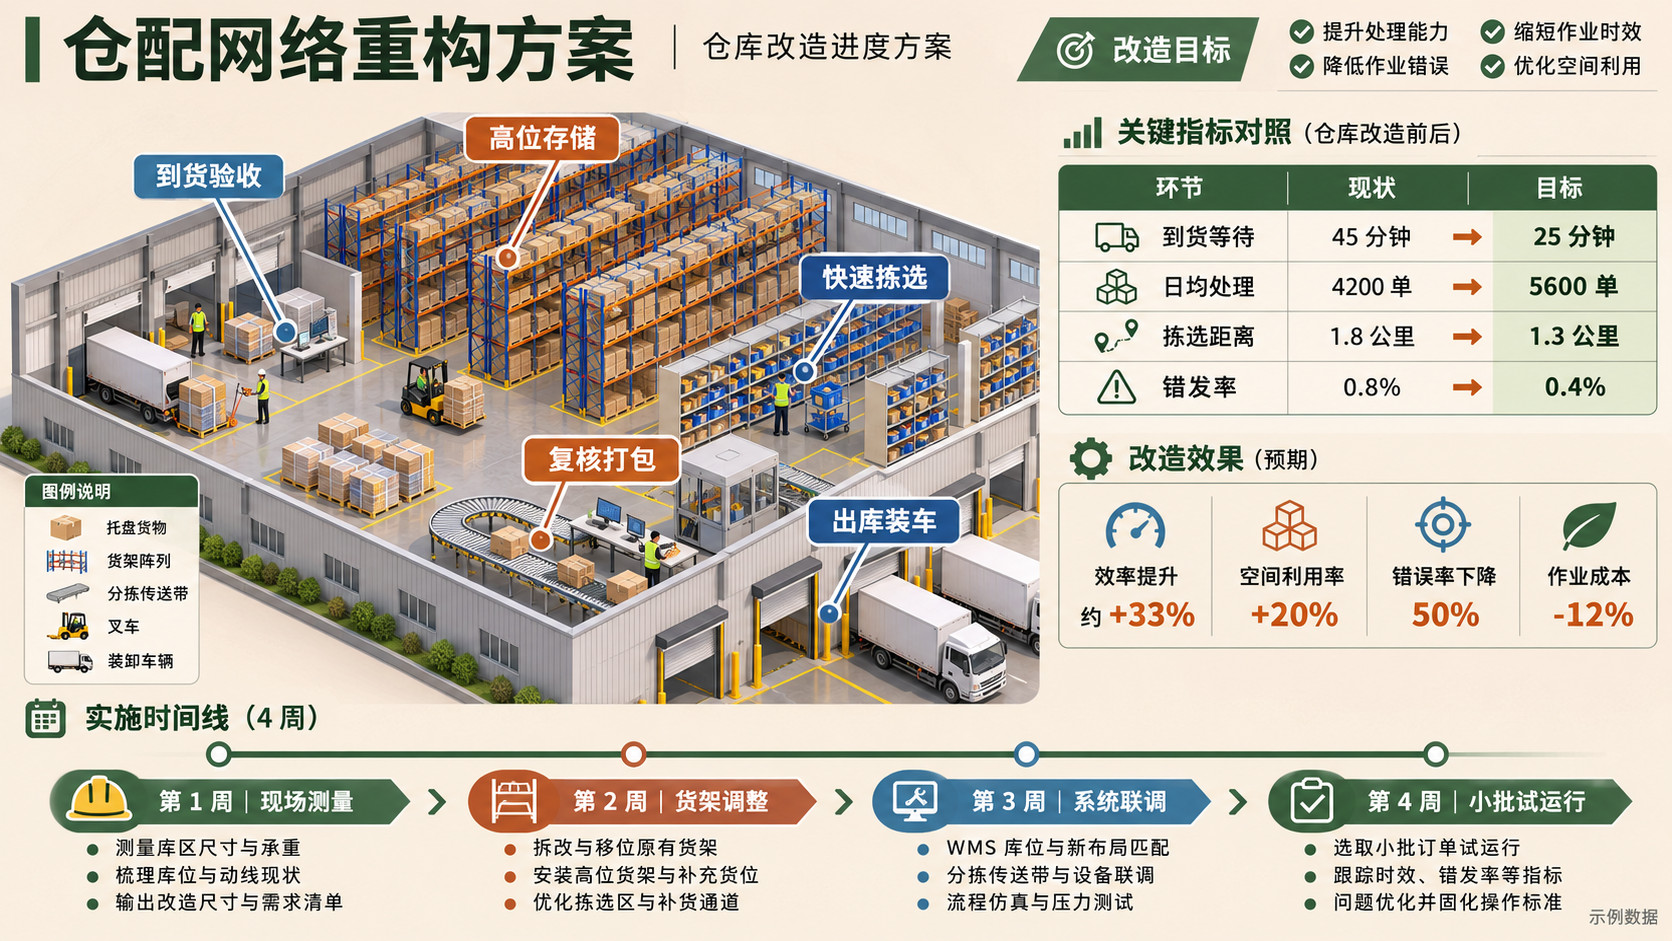 仓配网络重构方案
仓库改造进度方案
改造目标
提升处理能力
缩短作业时效
降低作业错误
优化空间利用
到货验收
高位存储
快速拣选
复核打包
出库装车
图例说明
托盘货物
货架阵列
分拣传送带
叉车
装卸车辆
关键指标对照（仓库改造前后）
环节 现状 目标
到货等待 45 分钟 25 分钟
日均处理 4200 单 5600 单
拣选距离 1.8 公里 1.3 公里
错发率 0.8% 0.4%
改造效果（预期）
效率提升
约 +33%
空间利用率
+20%
错误率下降
50%
作业成本
-12%
实施时间线（4 周）
第 1 周｜现场测量
测量库区尺寸与承重
梳理库位与动线现状
输出改造尺寸与需求清单
第 2 周｜货架调整
拆改与移位原有货架
安装高位货架与补充货位
优化拣选区与补货通道
第 3 周｜系统联调
WMS 库位与新布局匹配
分拣传送带与设备联调
流程仿真与压力测试
第 4 周｜小批试运行
选取小批订单试运行
跟踪时效、错发率等指标
问题优化并固化操作标准
示例数据